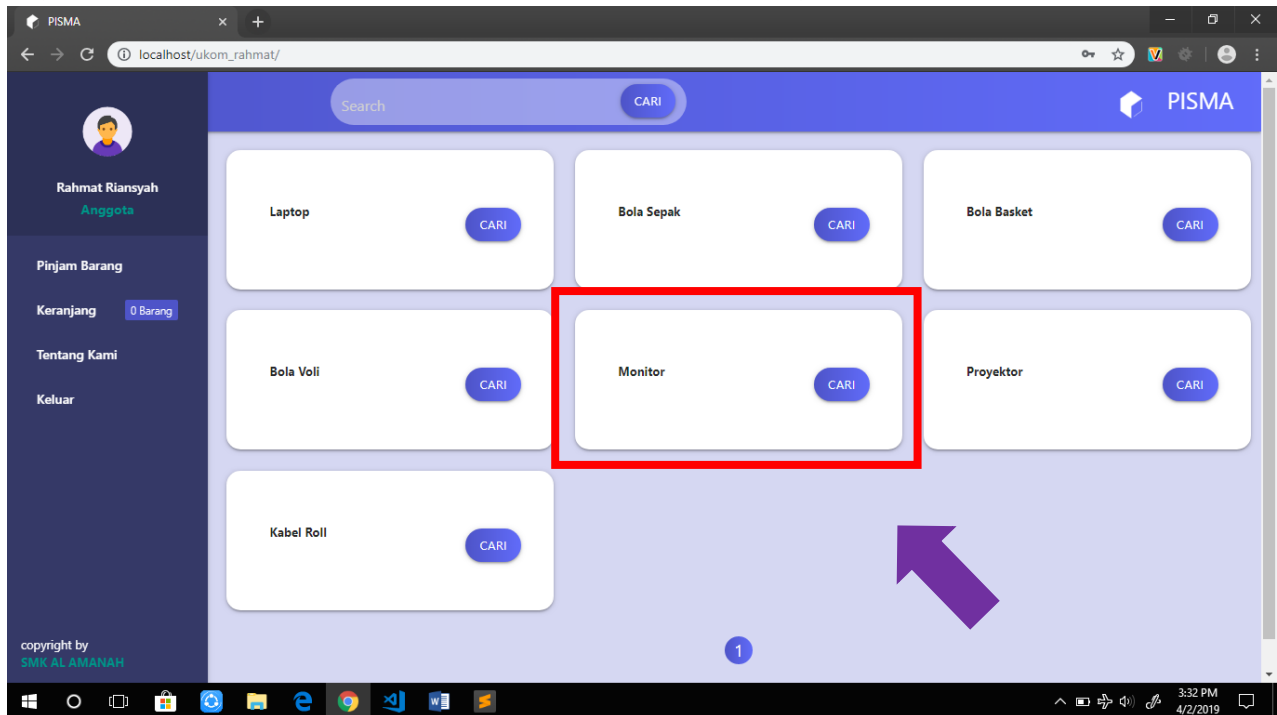 PISMA
localhost/ukom_rahmat/
Search
CARI
PISMA
Rahmat Riansyah
Anggota
Pinjam Barang
Keranjang
0 Barang
Tentang Kami
Keluar
copyright by
SMK AL AMANAH
Laptop
CARI
Bola Sepak
CARI
Bola Basket
CARI
Bola Voli
CARI
Monitor
CARI
Proyektor
CARI
Kabel Roll
CARI
1
3:32 PM
4/2/2019